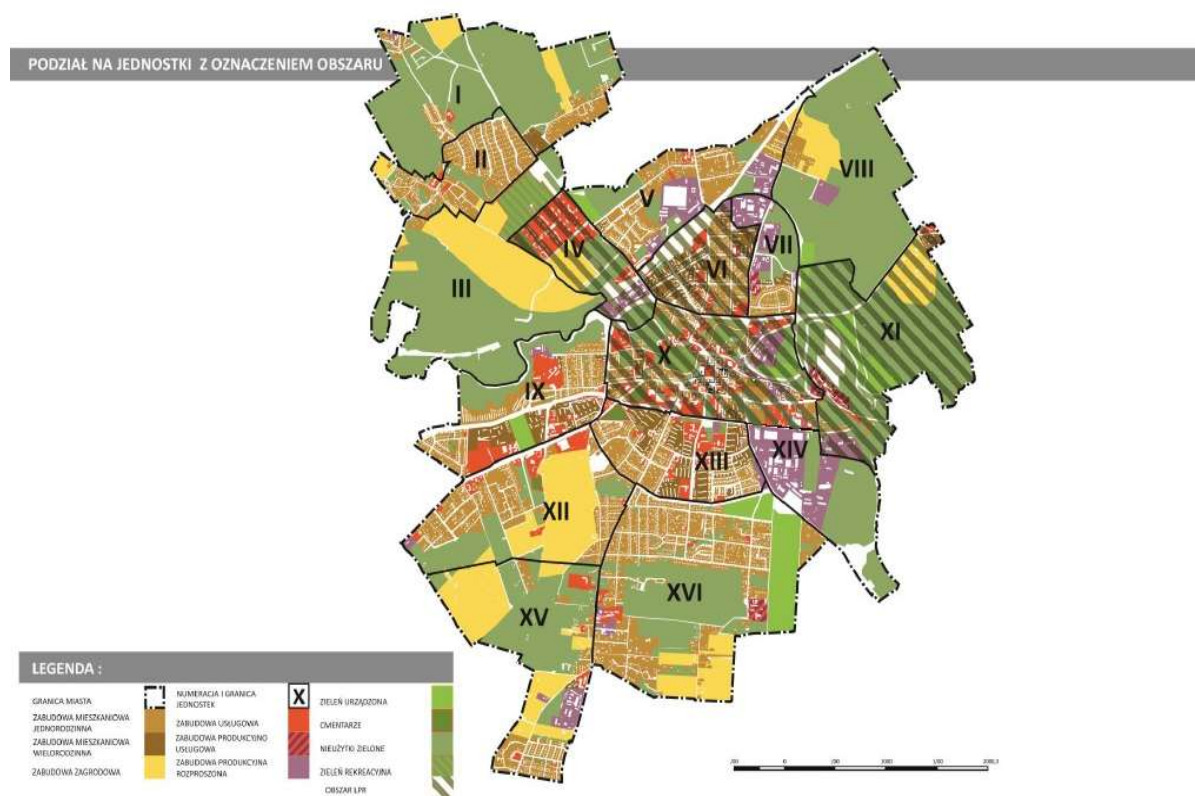 PODZIAŁ NA JEDNOSTKI Z OZNACZENIEM OBSZARU
I
II
III
IV
V
VI
VII
VIII
IX
X
XI
XII
XIII
XIV
XV
XVI
LEGENDA :
GRANICA MIASTA
ZABUDOWA MIESZKANIOWA
JEDNORODZINNA
ZABUDOWA MIESZKANIOWA
WIELORODZINNA
ZABUDOWA ZAGRODOWA
NUMERACJA I GRANICA
JEDNOSTEK
X
ZABUDOWA USŁUGOWA
ZABUDOWA PRODUKCYJNO
USŁUGOWA
ZABUDOWA PRODUKCYJNA
ROZPROSZONA
ZIELEŃ URZĄDZONA
CMENTARZE
NIEUŻYTKI ZIELONE
ZIELEŃ REKREACYJNA
OBSZAR LPR